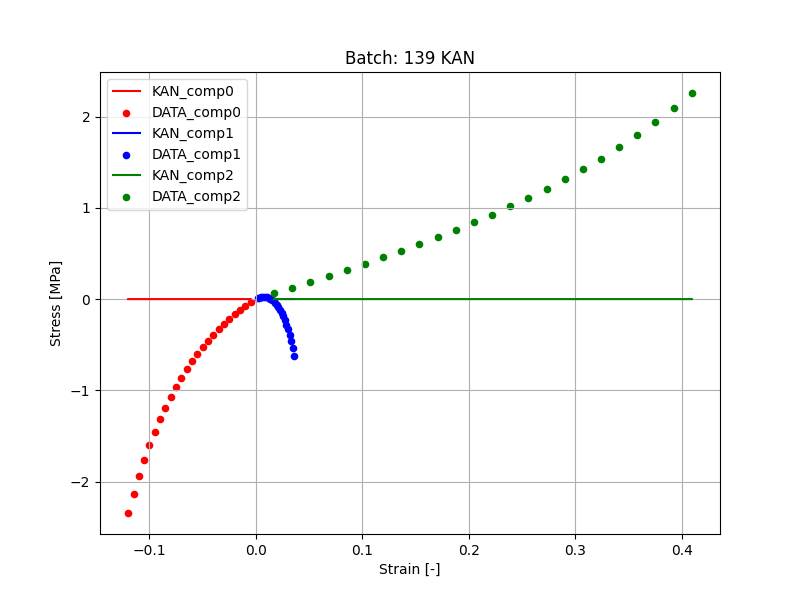 Batch: 139 KAN
KAN_comp0
DATA_comp0
KAN_comp1
DATA_comp1
KAN_comp2
DATA_comp2
Stress [MPa]
2
1
0
−1
−2
−0.1
0.0
0.1
0.2
0.3
0.4
Strain [-]